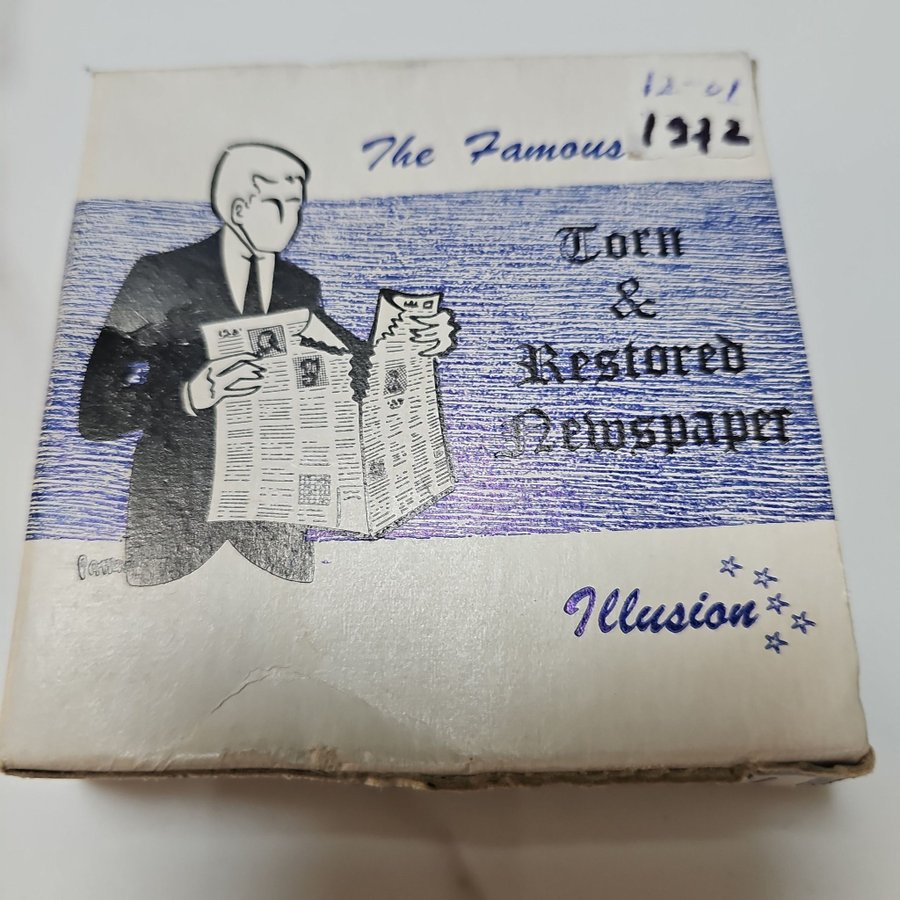 12-01
1972
The Famous
Torn
&
Restored
Newspaper
Illusion